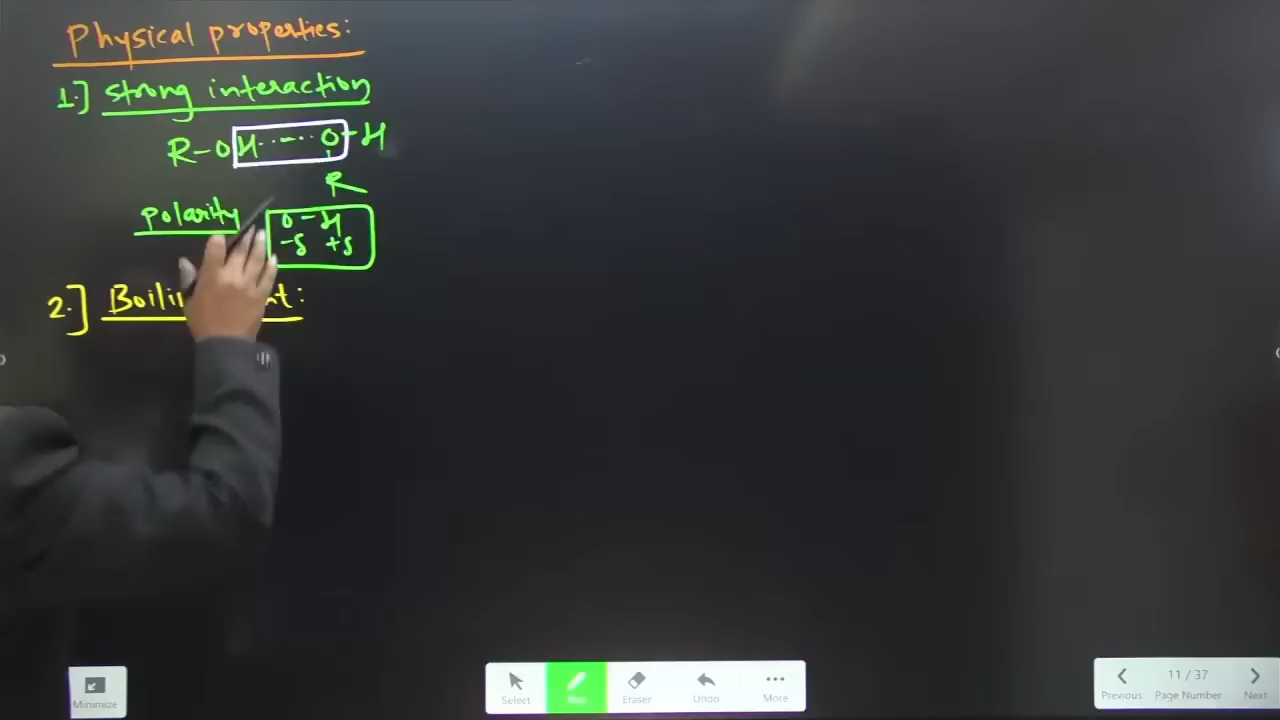 Physical properties:
1.] strong interaction
R-OH------O-H
R
Polarity
O-H
-δ +δ
2.]
Minimize
Select
Eraser
Undo
More
11 / 37
Previous Page Number Next